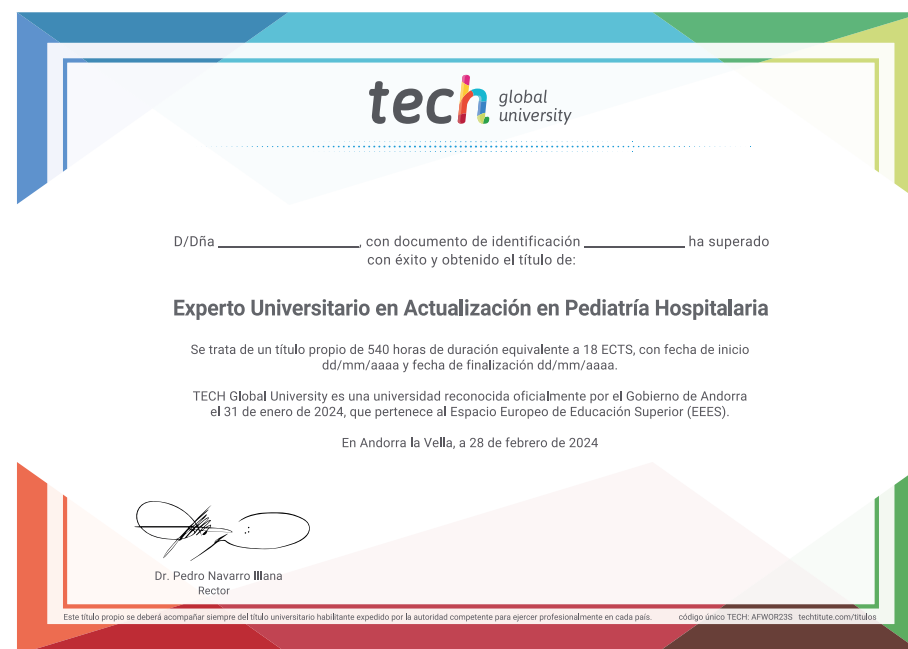 tech global university
D/Dña ____________________, con documento de identificación ______________ ha superado
con éxito y obtenido el título de:
Experto Universitario en Actualización en Pediatría Hospitalaria
Se trata de un título propio de 540 horas de duración equivalente a 18 ECTS, con fecha de inicio
dd/mm/aaaa y fecha de finalización dd/mm/aaaa.
TECH Global University es una universidad reconocida oficialmente por el Gobierno de Andorra
el 31 de enero de 2024, que pertenece al Espacio Europeo de Educación Superior (EEES).
En Andorra la Vella, a 28 de febrero de 2024
Dr. Pedro Navarro Illana
Rector
Este título propio se deberá acompañar siempre del título universitario habilitante expedido por la autoridad competente para ejercer profesionalmente en cada país. código único TECH: AFWOR23S techtitute.com/titulos